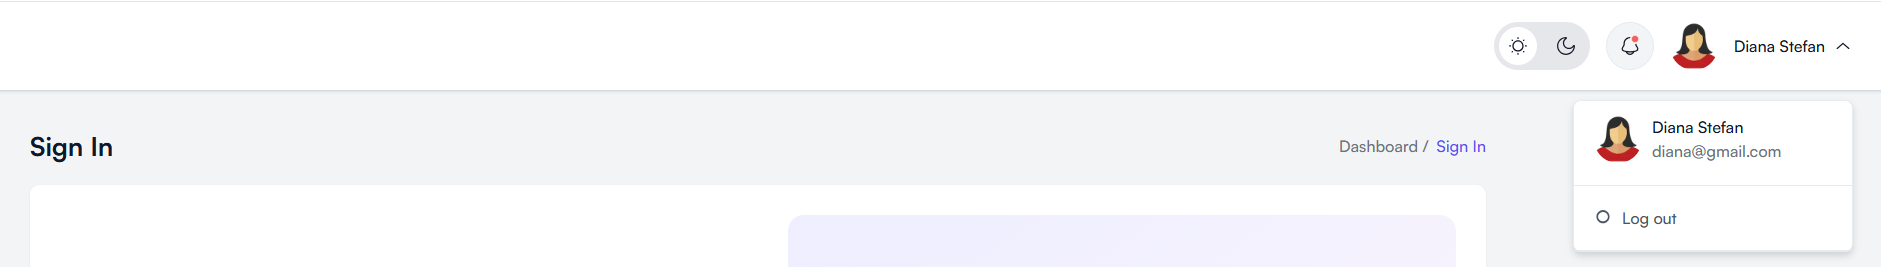 Diana Stefan
Sign In
Dashboard / Sign In
Diana Stefan
diana@gmail.com
Log out